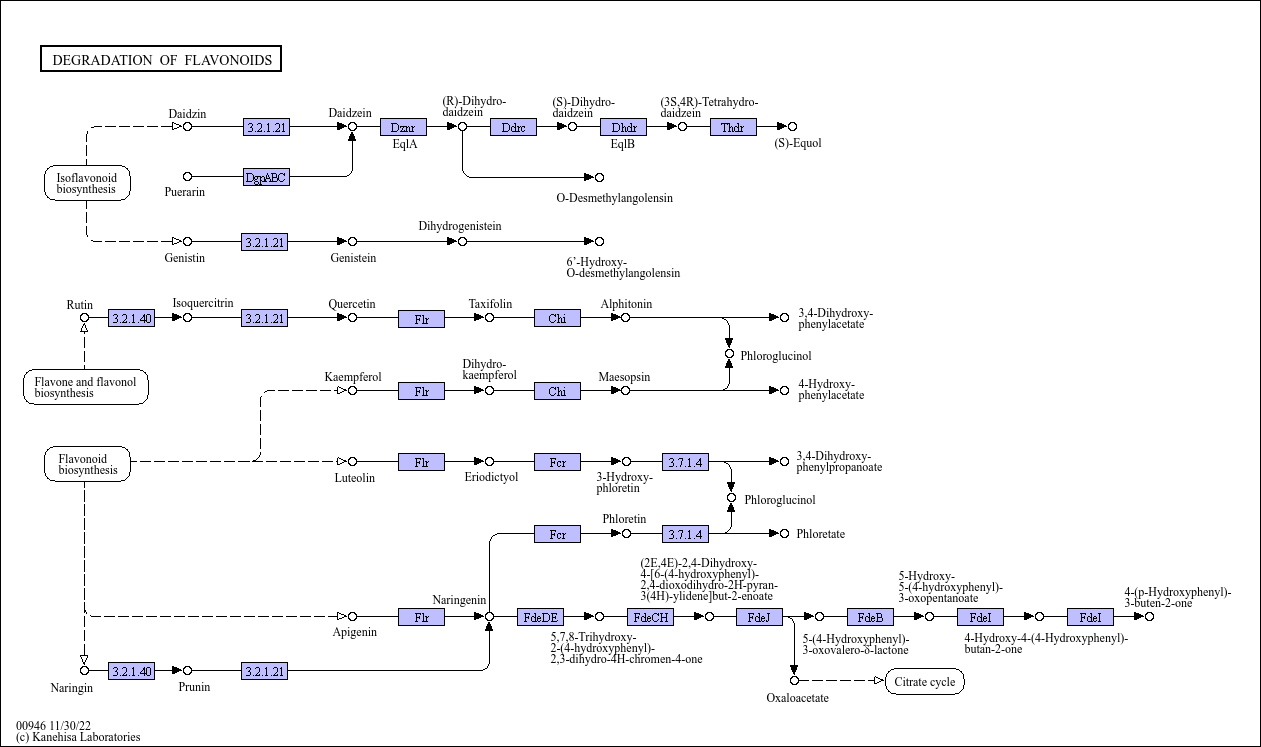 DEGRADATION OF FLAVONOIDS
Daidzin
3.2.1.21
Daidzein
Dznr
EqlA
(R)-Dihydro-
daidzein
Ddrc
(S)-Dihydro-
daidzein
Dhdr
EqlB
(3S,4R)-Tetrahydro-
daidzein
Thdr
(S)-Equol
Isoflavonoid
biosynthesis
Puerarin
DgpABC
O-Desmethylangolensin
Genistin
3.2.1.21
Genistein
Dihydrogenistein
6'-Hydroxy-
O-desmethylangolensin
Rutin
3.2.1.40
Isoquercitrin
3.2.1.21
Quercetin
Flr
Taxifolin
Chi
Alphitonin
3,4-Dihydroxy-
phenylacetate
Phloroglucinol
Flavone and flavonol
biosynthesis
Kaempferol
Flr
Dihydro-
kaempferol
Chi
Maesopsin
4-Hydroxy-
phenylacetate
Flavonoid
biosynthesis
Luteolin
Flr
Eriodictyol
Fcr
3-Hydroxy-
phloretin
3.7.1.4
3,4-Dihydroxy-
phenylpropanoate
Phloroglucinol
Fcr
Phloretin
3.7.1.4
Phloretate
Apigenin
Flr
Naringenin
FdeDE
5,7,8-Trihydroxy-
2-(4-hydroxyphenyl)-
2,3-dihydro-4H-chromen-4-one
FdeCH
(2E,4E)-2,4-Dihydroxy-
4-[6-(4-hydroxyphenyl)-
2,4-dioxodihydro-2H-pyran-
3(4H)-ylidene]but-2-enoate
FdeJ
5-(4-Hydroxyphenyl)-
3-oxovalero-δ-lactone
FdeB
5-Hydroxy-
5-(4-hydroxyphenyl)-
3-oxopentanoate
FdeI
4-Hydroxy-4-(4-Hydroxyphenyl)-
butan-2-one
FdeI
4-(p-Hydroxyphenyl)-
3-buten-2-one
Naringin
3.2.1.40
Prunin
3.2.1.21
Oxaloacetate
Citrate cycle
00946 11/30/22
(c) Kanehisa Laboratories